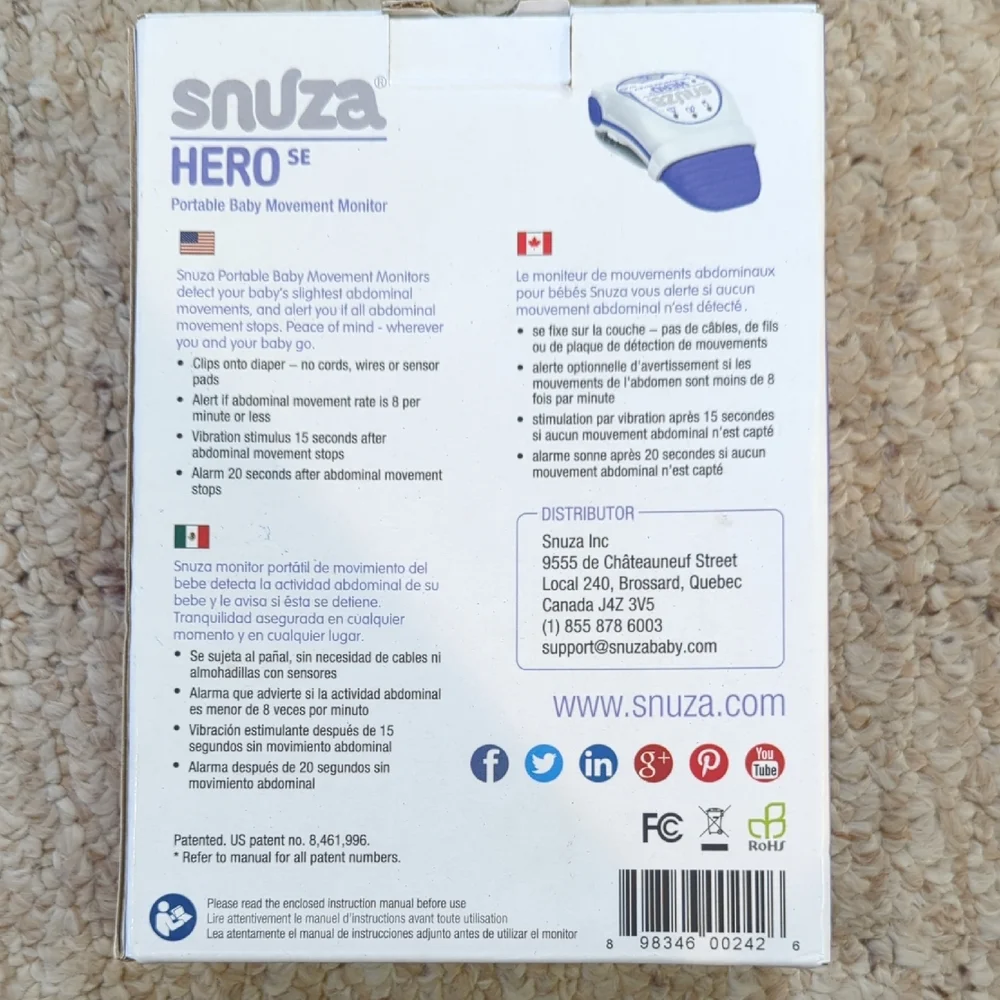 snuza®
HERO SE
Portable Baby Movement Monitor
Snuza Portable Baby Movement Monitors
detect your baby's slightest abdominal
movements, and alert you if all abdominal
movement stops. Peace of mind - wherever
you and your baby go.
• Clips onto diaper – no cords, wires or sensor
pads
• Alert if abdominal movement rate is 8 per
minute or less
• Vibration stimulus 15 seconds after
abdominal movement stops
• Alarm 20 seconds after abdominal movement
stops
Snuza monitor portátil de movimiento del
bebe detecta la actividad abdominal de su
bebe y le avisa si ésta se detiene.
Tranquilidad asegurada en cualquier
momento y en cualquier lugar.
• Se sujeta al pañal, sin necesidad de cables ni
almohadillas con sensores
• Alarma que advierte si la actividad abdominal
es menor de 8 veces por minuto
• Vibración estimulante después de 15
segundos sin movimiento abdominal
• Alarma después de 20 segundos sin
movimiento abdominal
Le moniteur de mouvements abdominaux
pour bébés Snuza vous alerte si aucun
mouvement abdominal n'est détecté.
• se fixe sur la couche – pas de câbles, de fils
ou de plaque de détection de mouvements
• alerte optionnelle d'avertissement si les
mouvements de l'abdomen sont moins de 8
fois par minute
• stimulation par vibration après 15 secondes
si aucun mouvement abdominal n'est capté
• alarme sonne après 20 secondes si aucun
mouvement abdominal n'est capté
DISTRIBUTOR
Snuza Inc
9555 de Châteauneuf Street
Local 240, Brossard, Quebec
Canada J4Z 3V5
(1) 855 878 6003
support@snuzababy.com
www.snuza.com
f in g+ You
Tube
FC RoHS
Patented. US patent no. 8,461,996.
* Refer to manual for all patent numbers.
Please read the enclosed instruction manual before use
Lire attentivement le manuel d'instructions avant toute utilisation
Lea atentamente el manual de instrucciones adjunto antes de utilizar el monitor
8 98346 00242 6